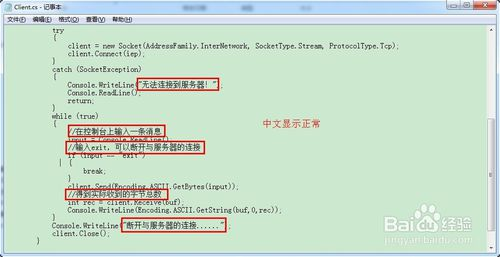 Client.cs - 记事本
文件(F) 编辑(E) 格式(O) 查看(V) 帮助(H)
try
{
client = new Socket(AddressFamily.InterNetwork, SocketType.Stream, ProtocolType.Tcp);
client.Connect(iep);
}
catch (SocketException)
{
Console.WriteLine("无法连接到服务器！");
Console.ReadLine();
return;
}
while (true)
{
//在控制台上输入一条消息
input = Console.ReadLine();
//输入exit，可以断开与服务器的连接
if (input == "exit")
{
break;
}
client.Send(Encoding.ASCII.GetBytes(input));
//得到实际收到的字节总数
int rec = client.Receive(buf);
Console.WriteLine(Encoding.ASCII.GetString(buf,0,rec));
}
Console.WriteLine("断开与服务器的连接......");
client.Close();
}
中文显示正常
Baidu经验
jingyan.baidu.com